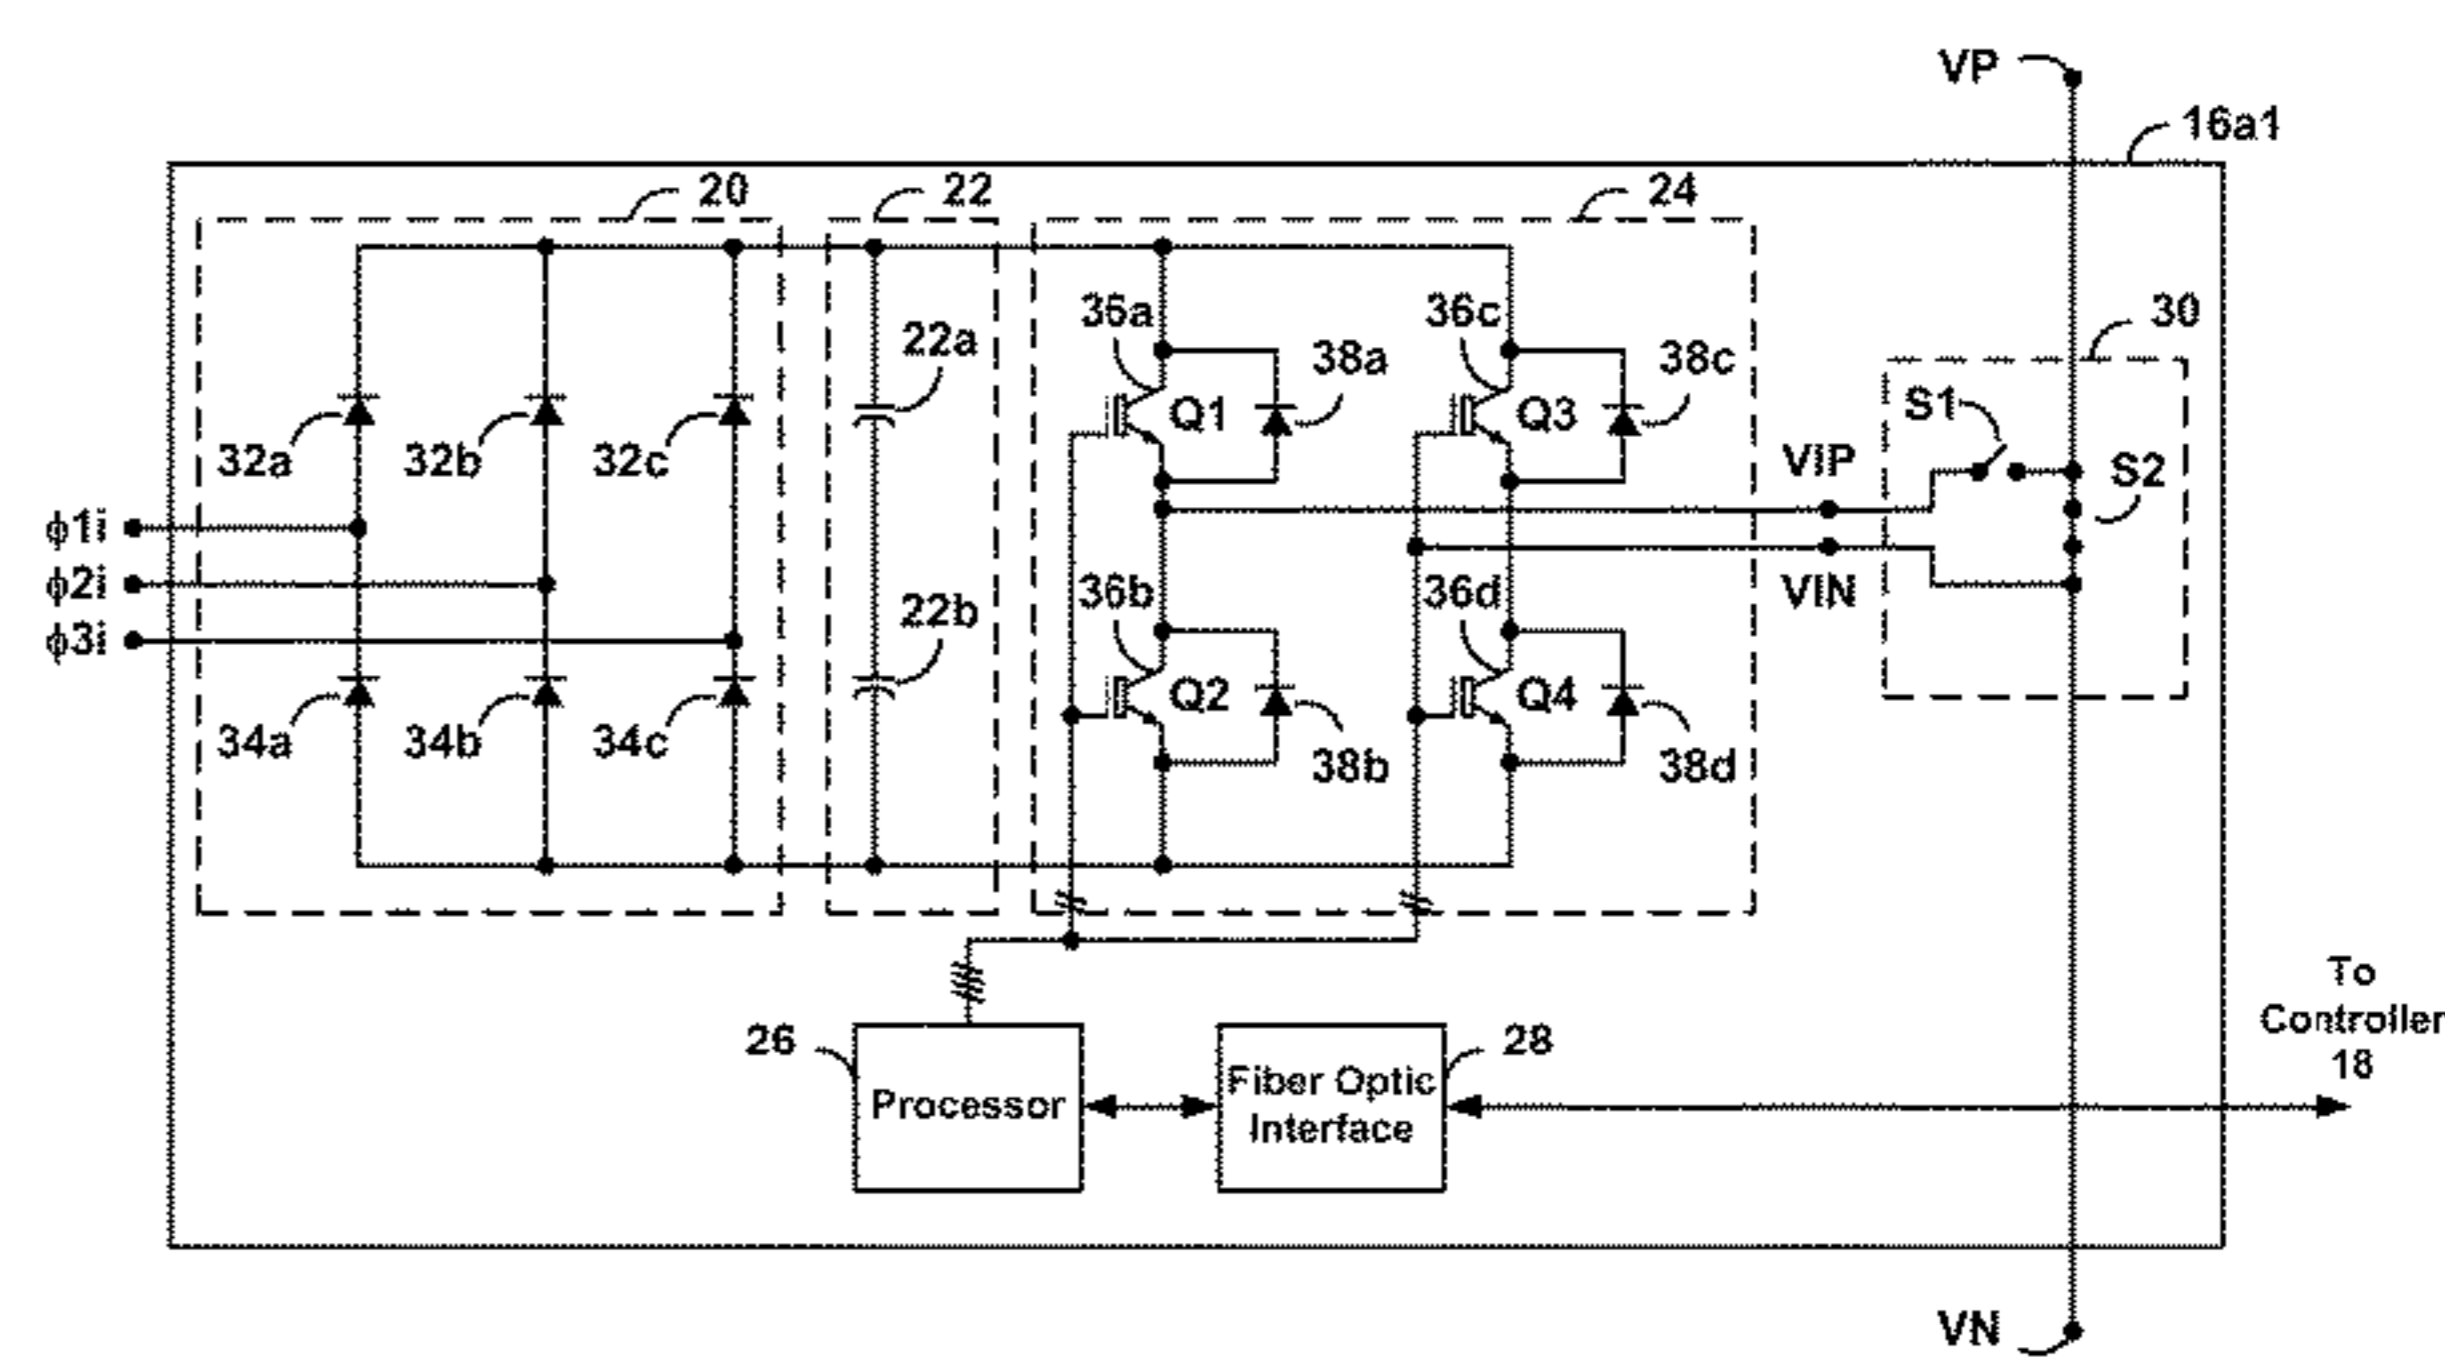 VP
16a1
20
22
24
30
36a
36c
22a
38a
38c
S1
Q1
Q3
32a
32b
32c
VIP
S2
ϕ1i
ϕ2i
36b
36d
VIN
22b
ϕ3i
Q2
Q4
34a
34b
34c
38b
38d
To
Controller
18
26
28
Processor
Fiber Optic
Interface
VN